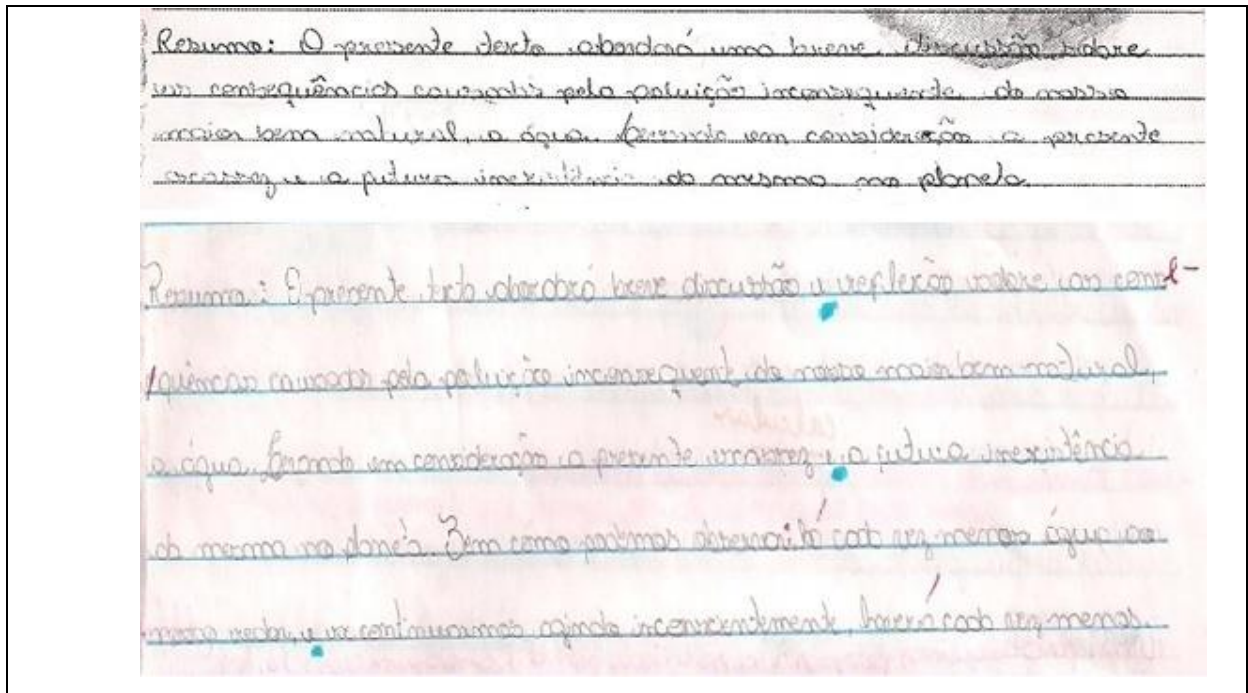 Resumo: O presente texto abordará uma breve discussão sobre
as consequências causadas pela poluição inconsequente do nosso
maior bem natural, a água. Levando em consideração a presente
escassez e a futura inexistência do mesmo no planeta.
Resumo: O presente texto abordará breve discussão e reflexão sobre as conse-
quências causadas pela poluição inconsequente do nosso maior bem natural,
a água. Levando em consideração a presente escassez e a futura inexistência
do mesmo no planeta. Bem como podemos observar há cada vez menos água ao
nosso redor, e se continuarmos agindo inconscientemente, haverá cada vez menos.